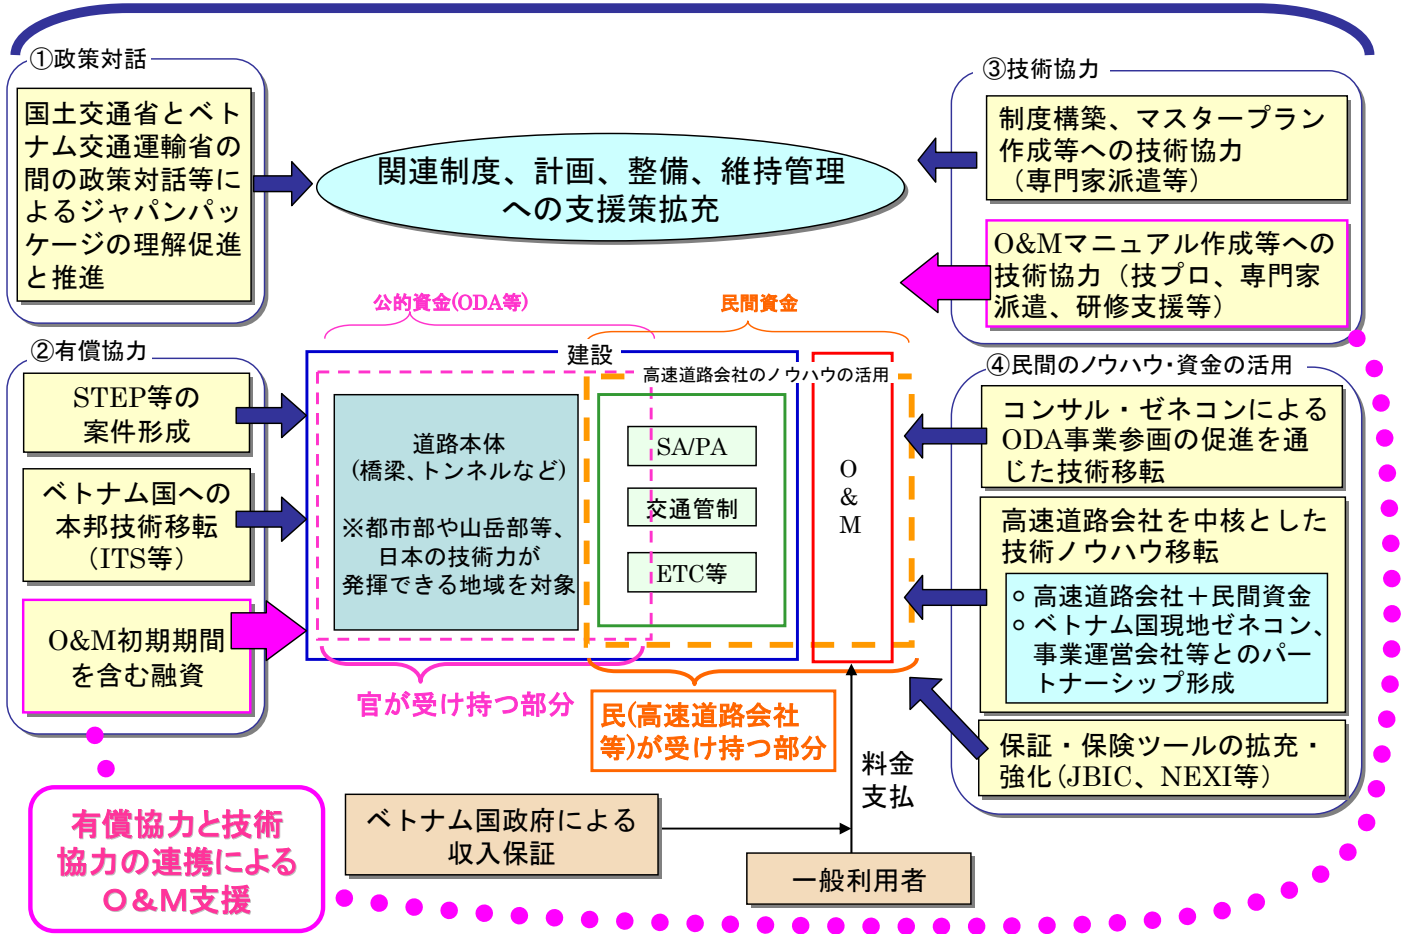 ①政策対話
国土交通省とベト
ナム交通運輸省の
間の政策対話等に
よるジャパンパッ
ケージの理解促進
と推進
関連制度、計画、整備、維持管理
への支援策拡充
③技術協力
制度構築、マスタープラン
作成等への技術協力
（専門家派遣等）
O&Mマニュアル作成等への
技術協力（技プロ、専門家
派遣、研修支援等）
②有償協力
STEP等の
案件形成
ベトナム国への
本邦技術移転
（ITS等）
O&M初期期間
を含む融資
公的資金(ODA等)
民間資金
建設
高速道路会社のノウハウの活用
道路本体
(橋梁、トンネルなど)
※都市部や山岳部等、
日本の技術力が
発揮できる地域を対象
SA/PA
交通管制
ETC等
O
&
M
④民間のノウハウ・資金の活用
コンサル・ゼネコンによる
ODA事業参画の促進を通
じた技術移転
高速道路会社を中核とした
技術ノウハウ移転
○ 高速道路会社＋民間資金
○ ベトナム国現地ゼネコン、
事業運営会社等とのパー
トナーシップ形成
保証・保険ツールの拡充・
強化(JBIC、NEXI等）
官が受け持つ部分
民(高速道路会社
等)が受け持つ部分
料金
支払
ベトナム国政府による
収入保証
一般利用者
有償協力と技術
協力の連携による
O＆M支援